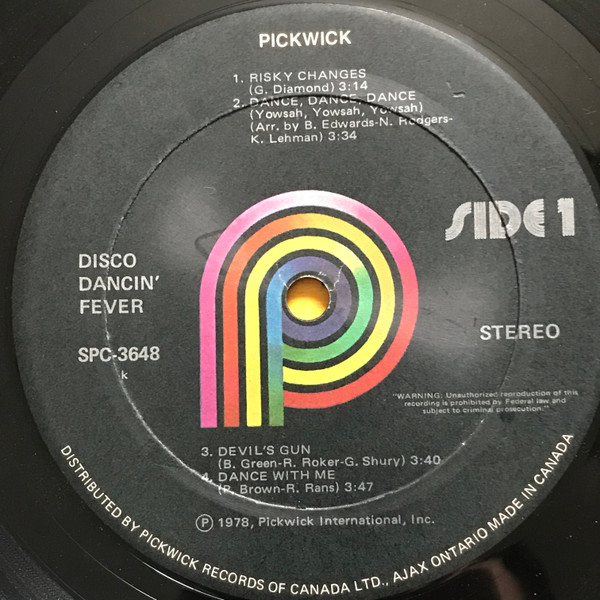 PICKWICK
1. RISKY CHANGES
(G. Diamond) 3:14
2. DANCE, DANCE, DANCE
(Yowsah, Yowsah, Yowsah)
(Arr. by B. Edwards-N. Rodgers-
K. Lehman) 3:34
SIDE 1
DISCO
DANCIN'
FEVER
SPC-3648
k
STEREO
"WARNING: Unauthorized reproduction of this
recording is prohibited by Federal law and
subject to criminal prosecution."
3. DEVIL'S GUN
(B. Green-R. Roker-G. Shury) 3:40
4. DANCE WITH ME
(P. Brown-R. Rans) 3:47
Ⓟ 1978, Pickwick International, Inc.
DISTRIBUTED BY PICKWICK RECORDS OF CANADA LTD., AJAX ONTARIO MADE IN CANADA